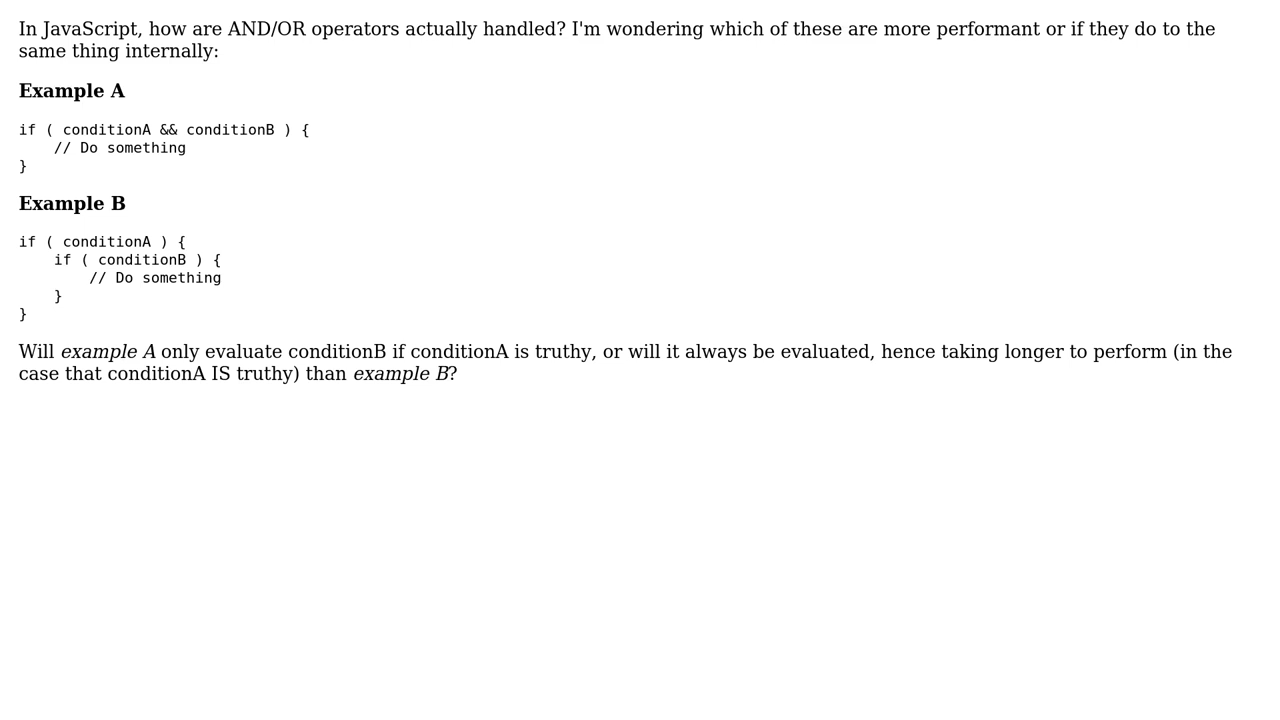 In JavaScript, how are AND/OR operators actually handled? I'm wondering which of these are more performant or if they do to the
same thing internally:
Example A
if ( conditionA && conditionB ) {
    // Do something
}
Example B
if ( conditionA ) {
    if ( conditionB ) {
        // Do something
    }
}
Will example A only evaluate conditionB if conditionA is truthy, or will it always be evaluated, hence taking longer to perform (in the
case that conditionA IS truthy) than example B?